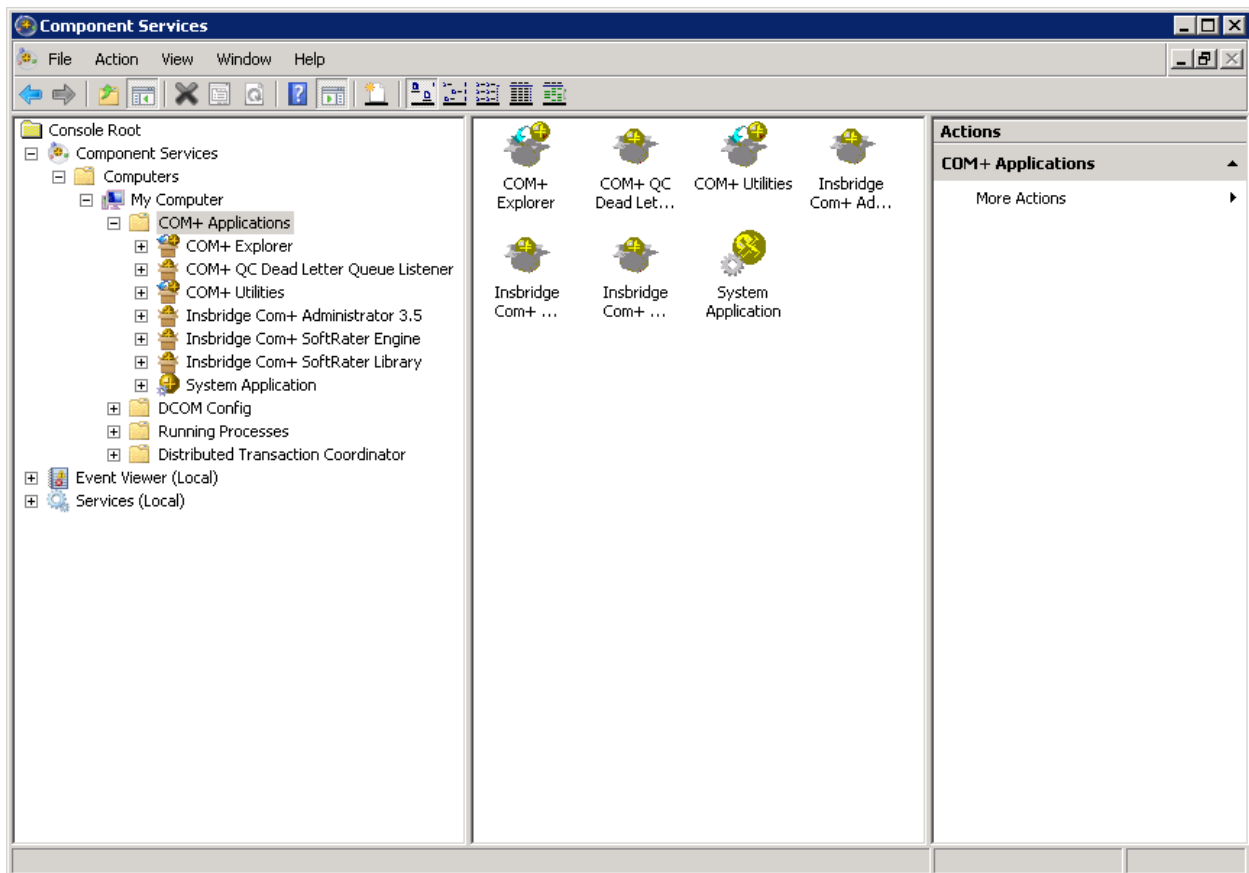 Component Services
File Action View Window Help
Console Root
Component Services
Computers
My Computer
COM+ Applications
COM+ Explorer
COM+ QC Dead Letter Queue Listener
COM+ Utilities
Insbridge Com+ Administrator 3.5
Insbridge Com+ SoftRater Engine
Insbridge Com+ SoftRater Library
System Application
DCOM Config
Running Processes
Distributed Transaction Coordinator
Event Viewer (Local)
Services (Local)
COM+ Explorer
COM+ QC Dead Let...
COM+ Utilities
Insbridge Com+ Ad...
Insbridge Com+ ...
Insbridge Com+ ...
System Application
Actions
COM+ Applications
More Actions